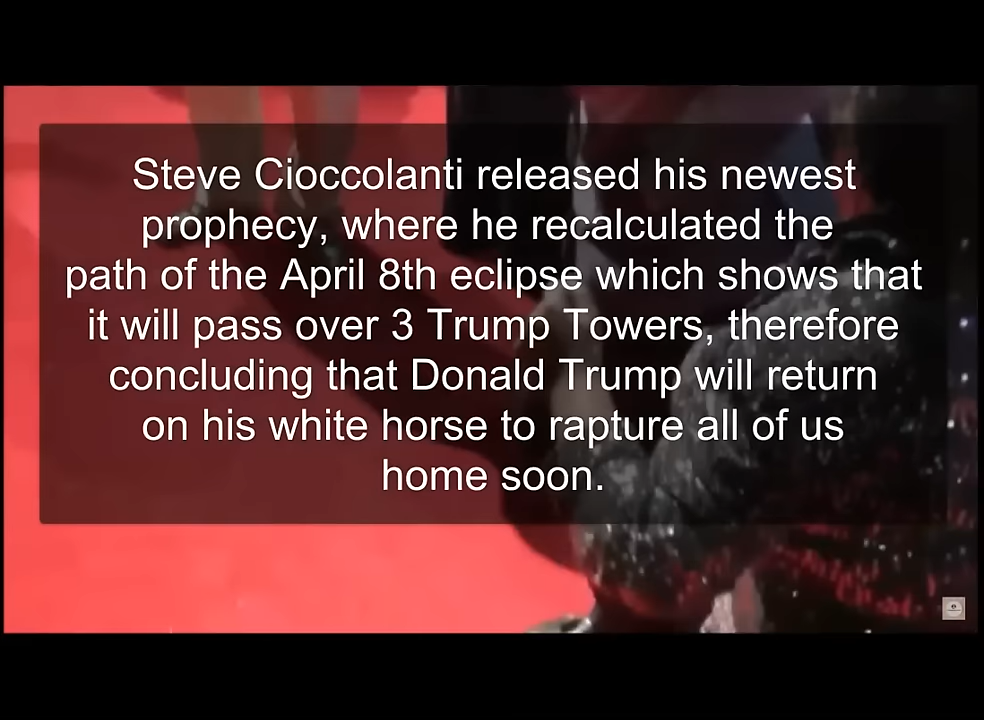 Steve Cioccolanti released his newest
prophecy, where he recalculated the
path of the April 8th eclipse which shows that
it will pass over 3 Trump Towers, therefore
concluding that Donald Trump will return
on his white horse to rapture all of us
home soon.